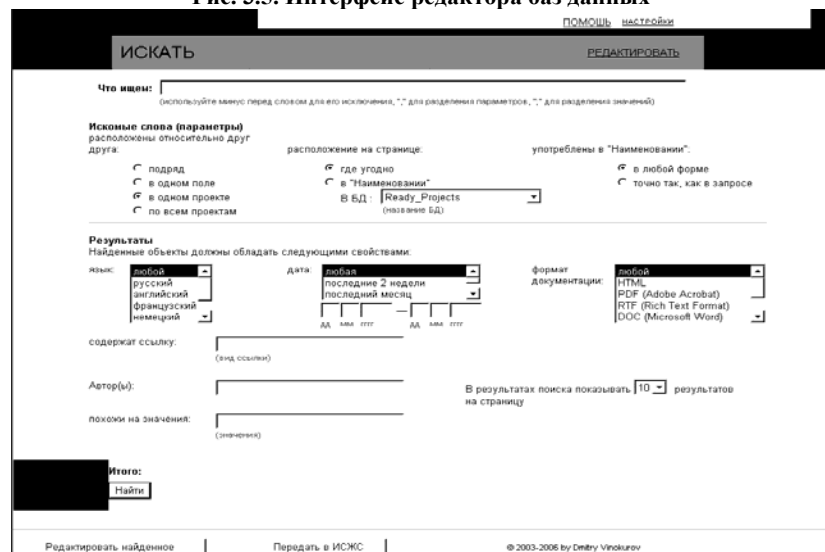 Рис. 3.3. Интерфейс редактора баз данных
ПОМОЩЬ НАСТРОЙКИ
ИСКАТЬ РЕДАКТИРОВАТЬ
Что ищем:
(используйте минус перед словом для его исключения, ";" для разделения параметров, "," для разделения значений)
Искомые слова (параметры)
расположены относительно друг друга: расположение на странице: употреблены в "Наименовании":
подряд где угодно в любой форме
в одном поле в "Наименовании" точно так, как в запросе
в одном проекте В БД : Ready_Projects
по всем проектам (название БД)
Результаты
Найденные объекты должны обладать следующими свойствами:
язык: любой дата: любая формат документации: любой
русский последние 2 недели HTML
английский последний месяц PDF (Adobe Acrobat)
французский RTF (Rich Text Format)
немецкий — DOC (Microsoft Word)
дд мм гггг дд мм гггг
содержат ссылку:
(вид ссылки)
Автор(ы): В результатах поиска показывать 10 результатов на страницу
похожи на значения:
(значения)
Итого:
Найти
Редактировать найденное Передать в ИСЖС © 2003-2006 by Dmitry Vinokurov